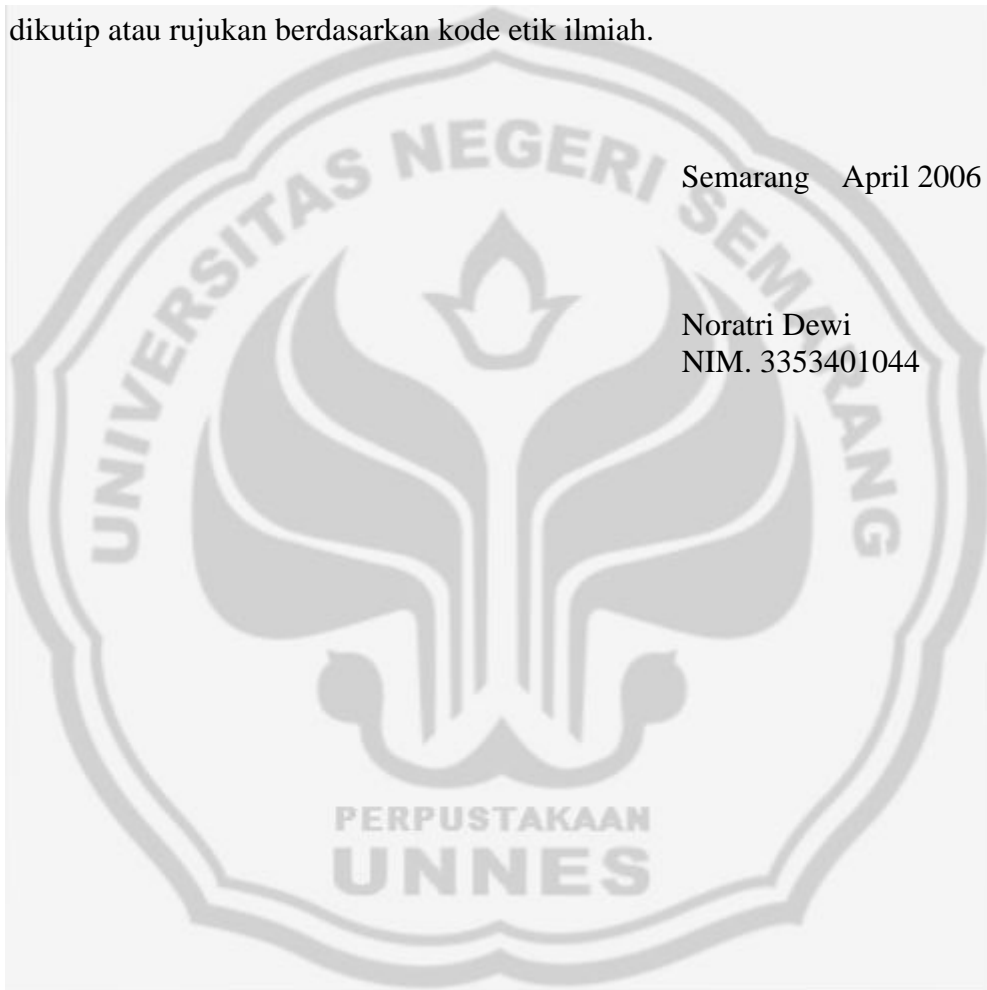 dikutip atau rujukan berdasarkan kode etik ilmiah.
UNIVERSITAS NEGERI SEMARANG
Semarang    April 2006
Noratri Dewi
NIM. 3353401044
PERPUSTAKAAN
UNNES